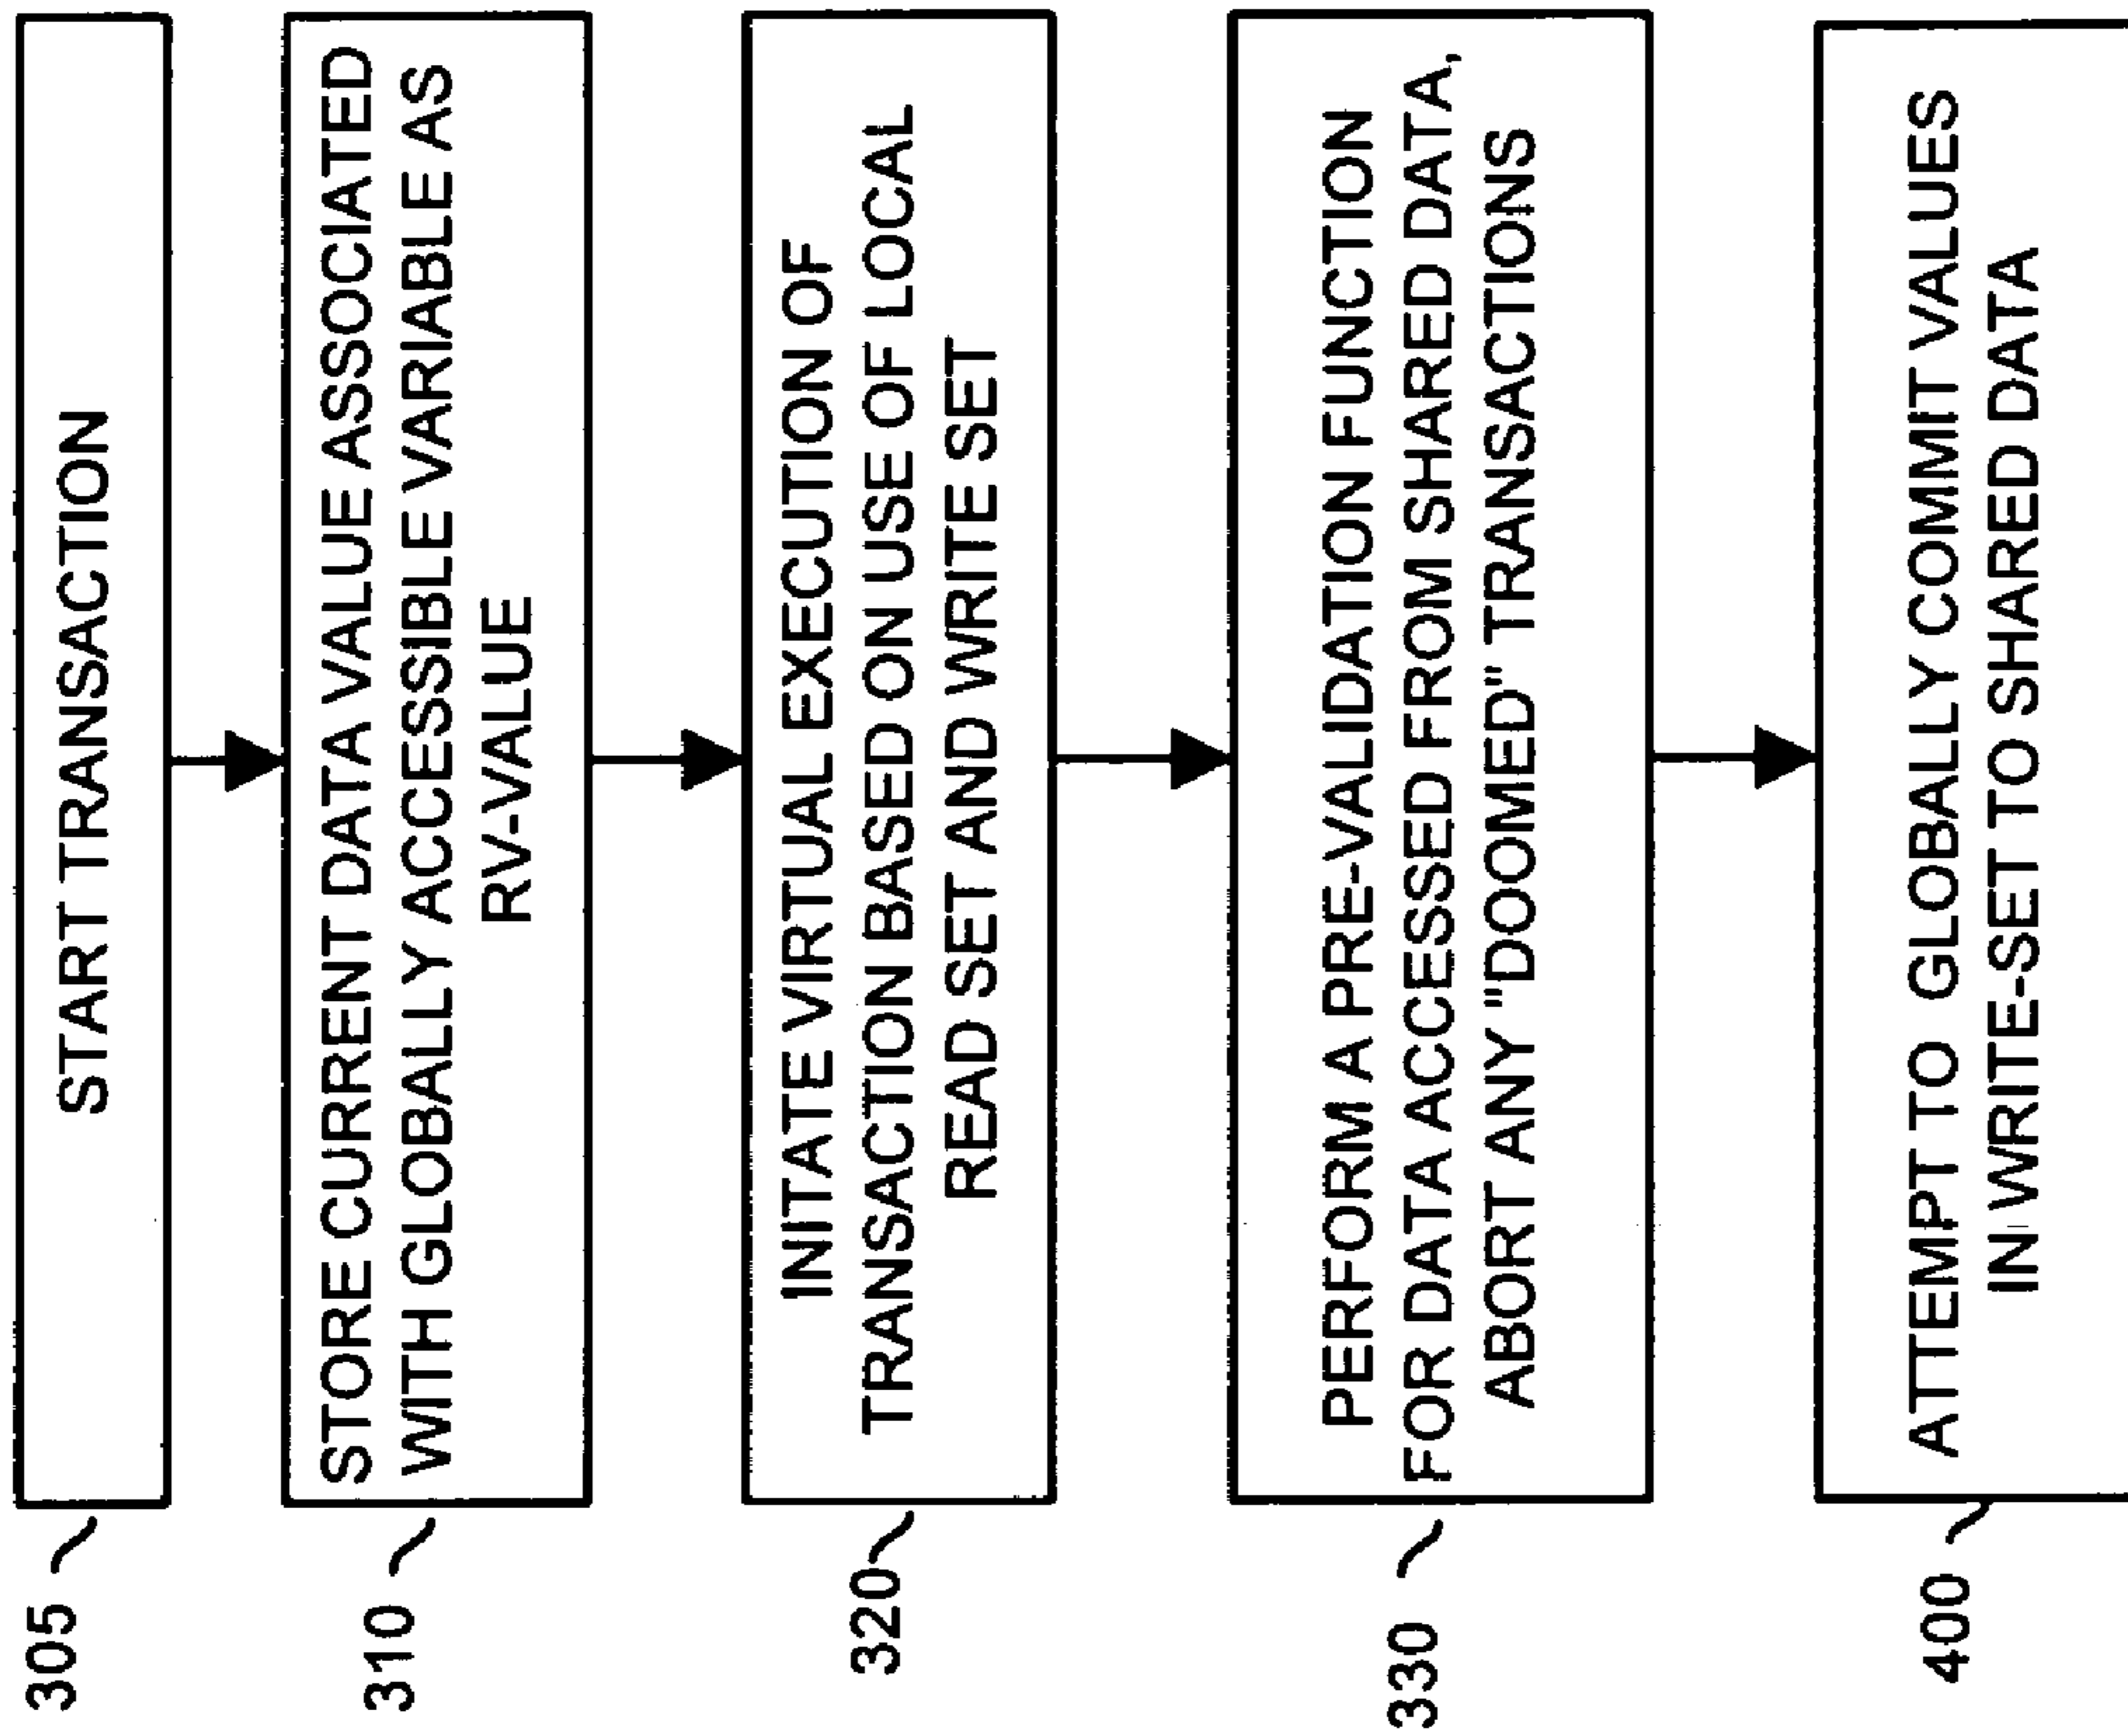 305
START TRANSACTION
310
STORE CURRENT DATA VALUE ASSOCIATED
WITH GLOBALLY ACCESSIBLE VARIABLE AS
RV-VALUE
320
INITATE VIRTUAL EXECUTION OF
TRANSACTION BASED ON USE OF LOCAL
READ SET AND WRITE SET
330
PERFORM A PRE-VALIDATION FUNCTION
FOR DATA ACCESSED FROM SHARED DATA,
ABORT ANY "DOOMED" TRANSACTIONS
400
ATTEMPT TO GLOBALLY COMMIT VALUES
IN WRITE-SET TO SHARED DATA